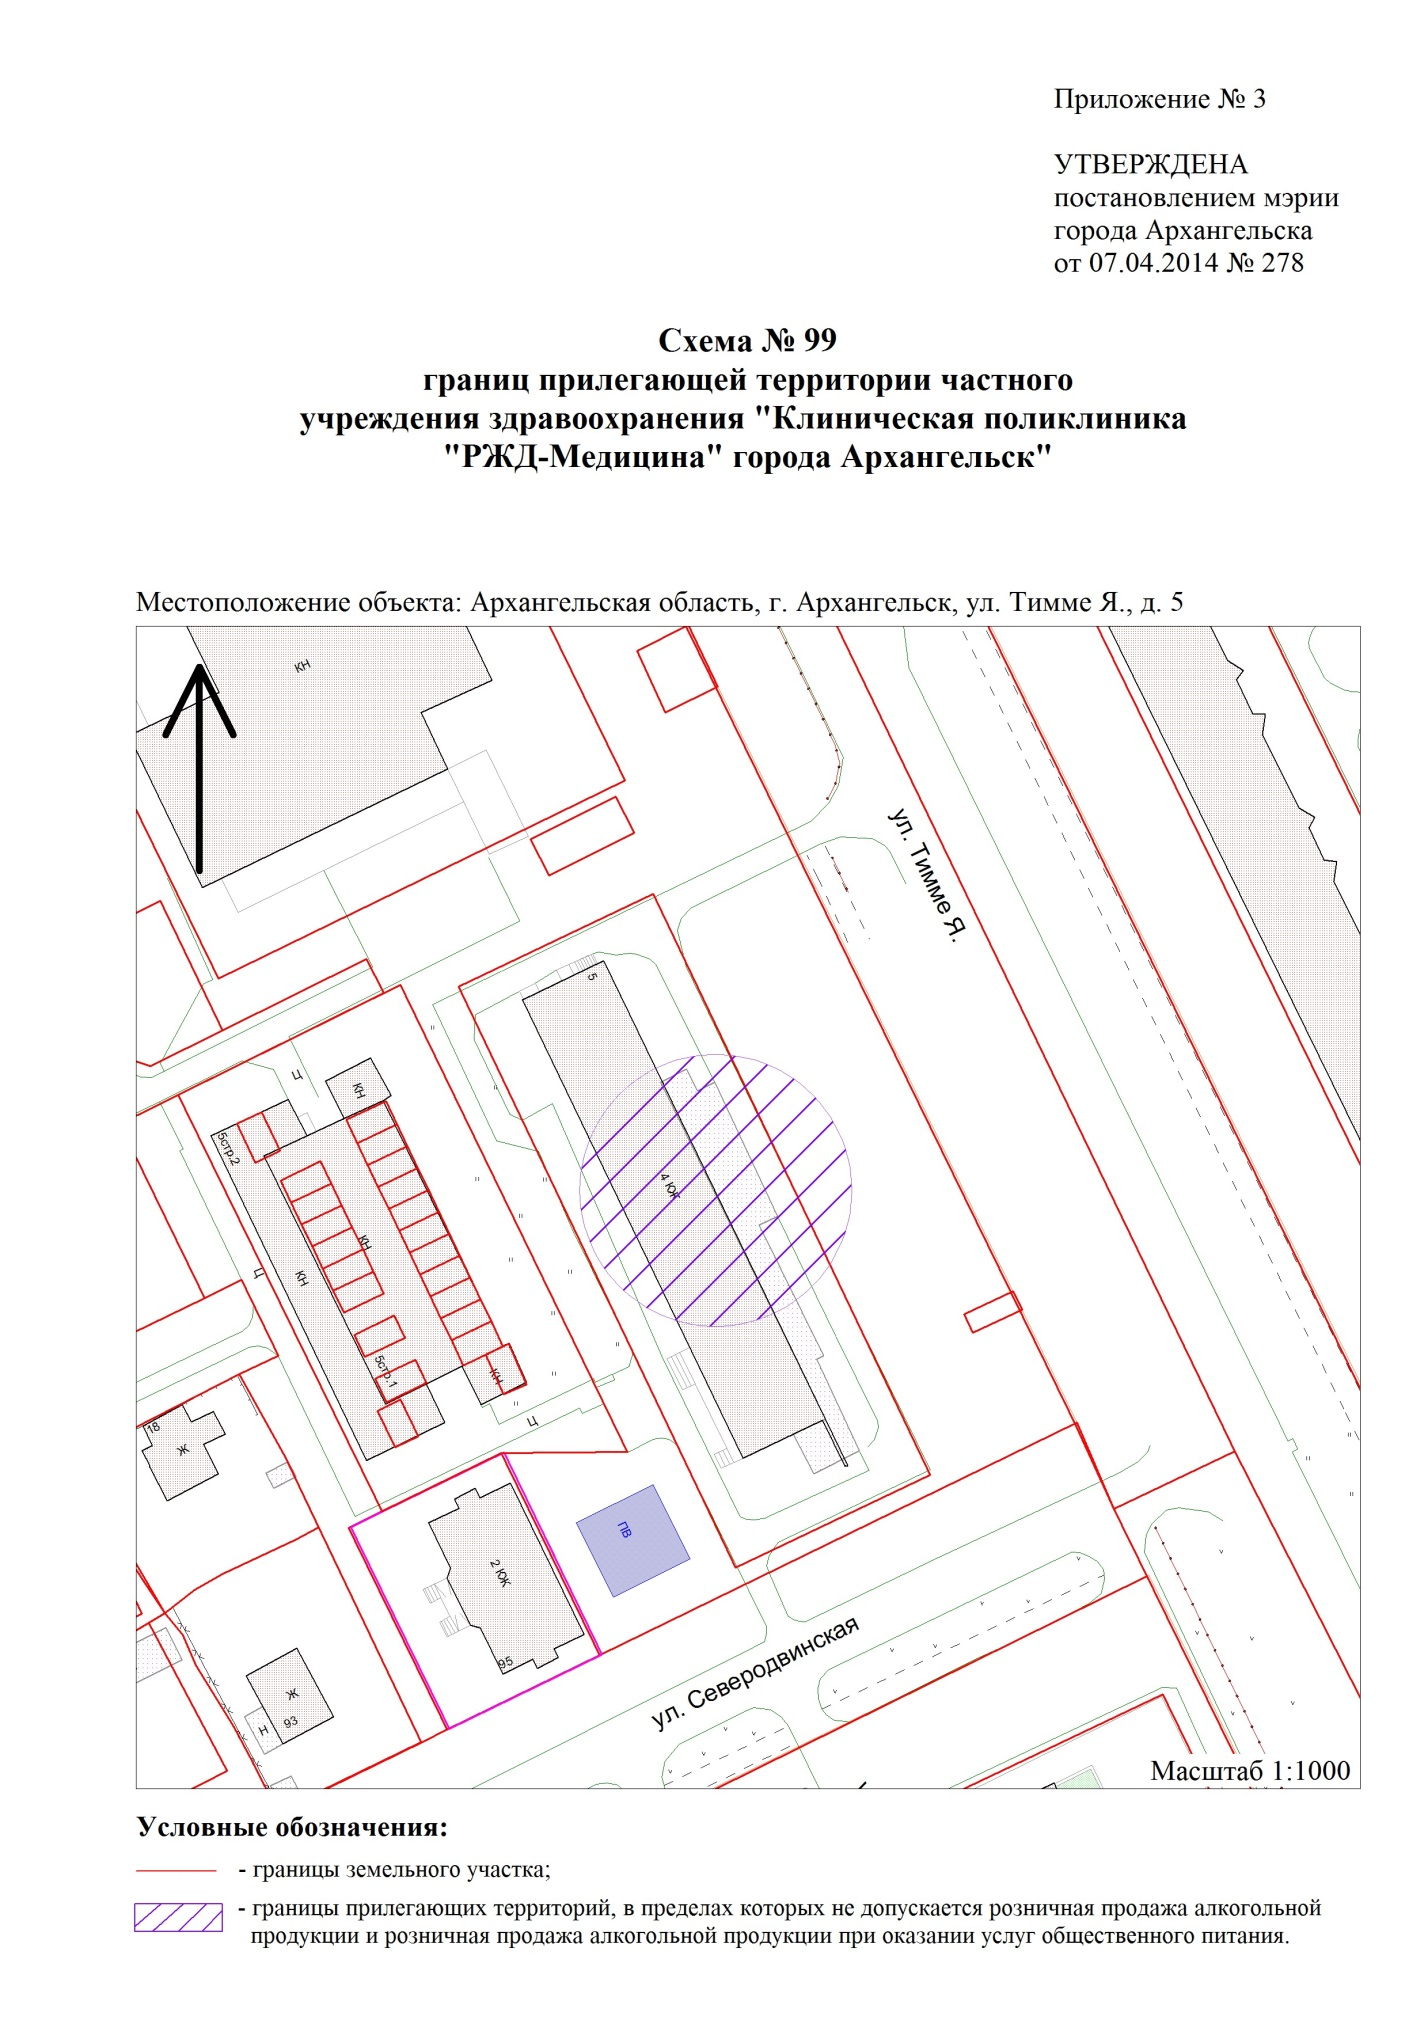 Приложение № 3
УТВЕРЖДЕНА
постановлением мэрии
города Архангельска
от 07.04.2014 № 278
Схема № 99
границ прилегающей территории частного
учреждения здравоохранения "Клиническая поликлиника
"РЖД-Медицина" города Архангельск"
Местоположение объекта: Архангельская область, г. Архангельск, ул. Тимме Я., д. 5
КН
ул. Тимме Я.
5
Ц
КН
5стр.2
4 ЮЖ
КН
КН
Ц
5стр.1
КН
Ц
18
Ж
ПВ
2 ЮЖ
95
ул. Северодвинская
Ж
93
Н
Масштаб 1:1000
Условные обозначения:
- границы земельного участка;
- границы прилегающих территорий, в пределах которых не допускается розничная продажа алкогольной
продукции и розничная продажа алкогольной продукции при оказании услуг общественного питания.